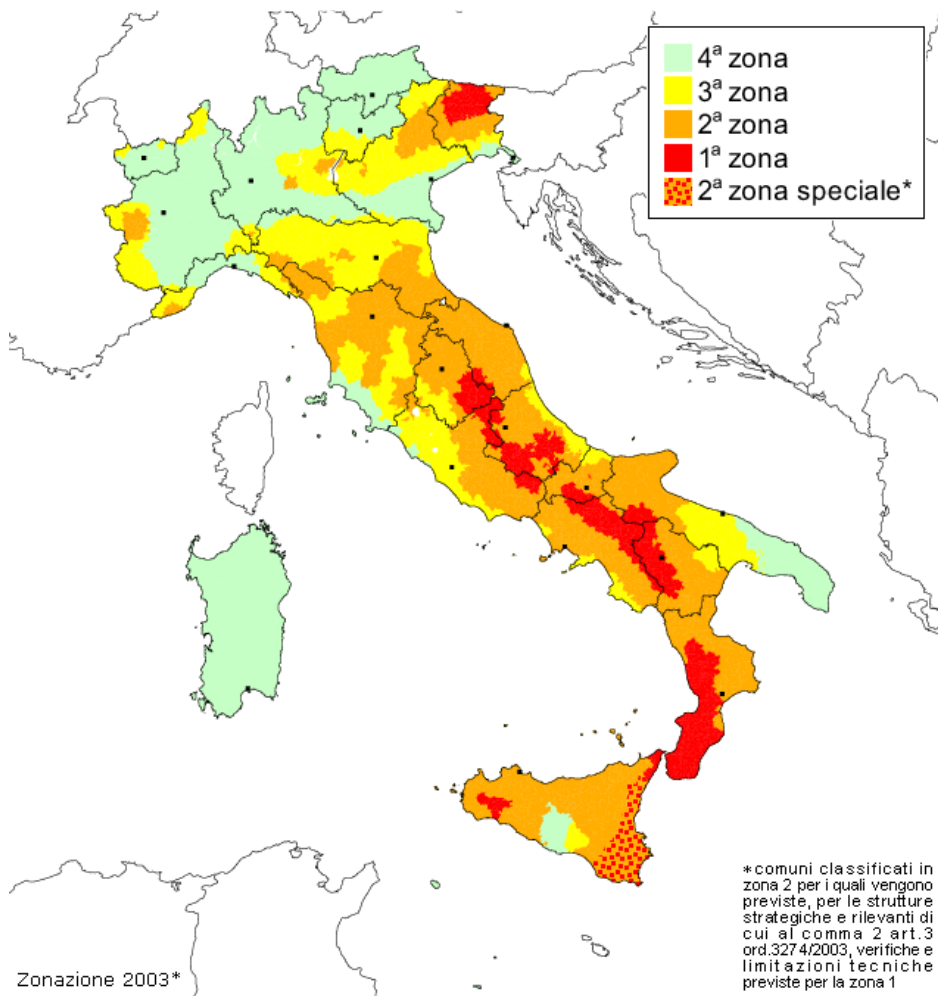 4ª zona
3ª zona
2ª zona
1ª zona
2ª zona speciale*
*comuni classificati in
zona 2 per i quali vengono
previste, per le strutture
strategiche e rilevanti di
cui al comma 2 art.3
ord.3274/2003, verifiche e
limitazioni tecniche
previste per la zona 1
Zonazione 2003*